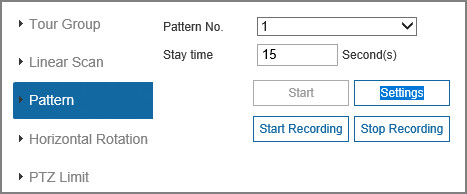 Tour Group
Linear Scan
Pattern
Horizontal Rotation
PTZ Limit
Pattern No. 1
Stay time 15 Second(s)
Start Settings
Start Recording Stop Recording